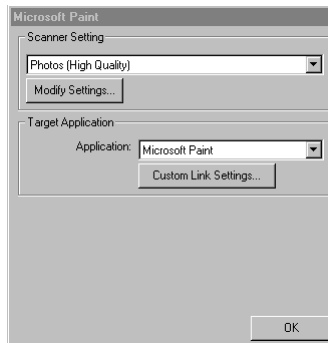 Microsoft Paint
Scanner Setting
Photos (High Quality)
Modify Settings...
Target Application
Application: Microsoft Paint
Custom Link Settings...
OK